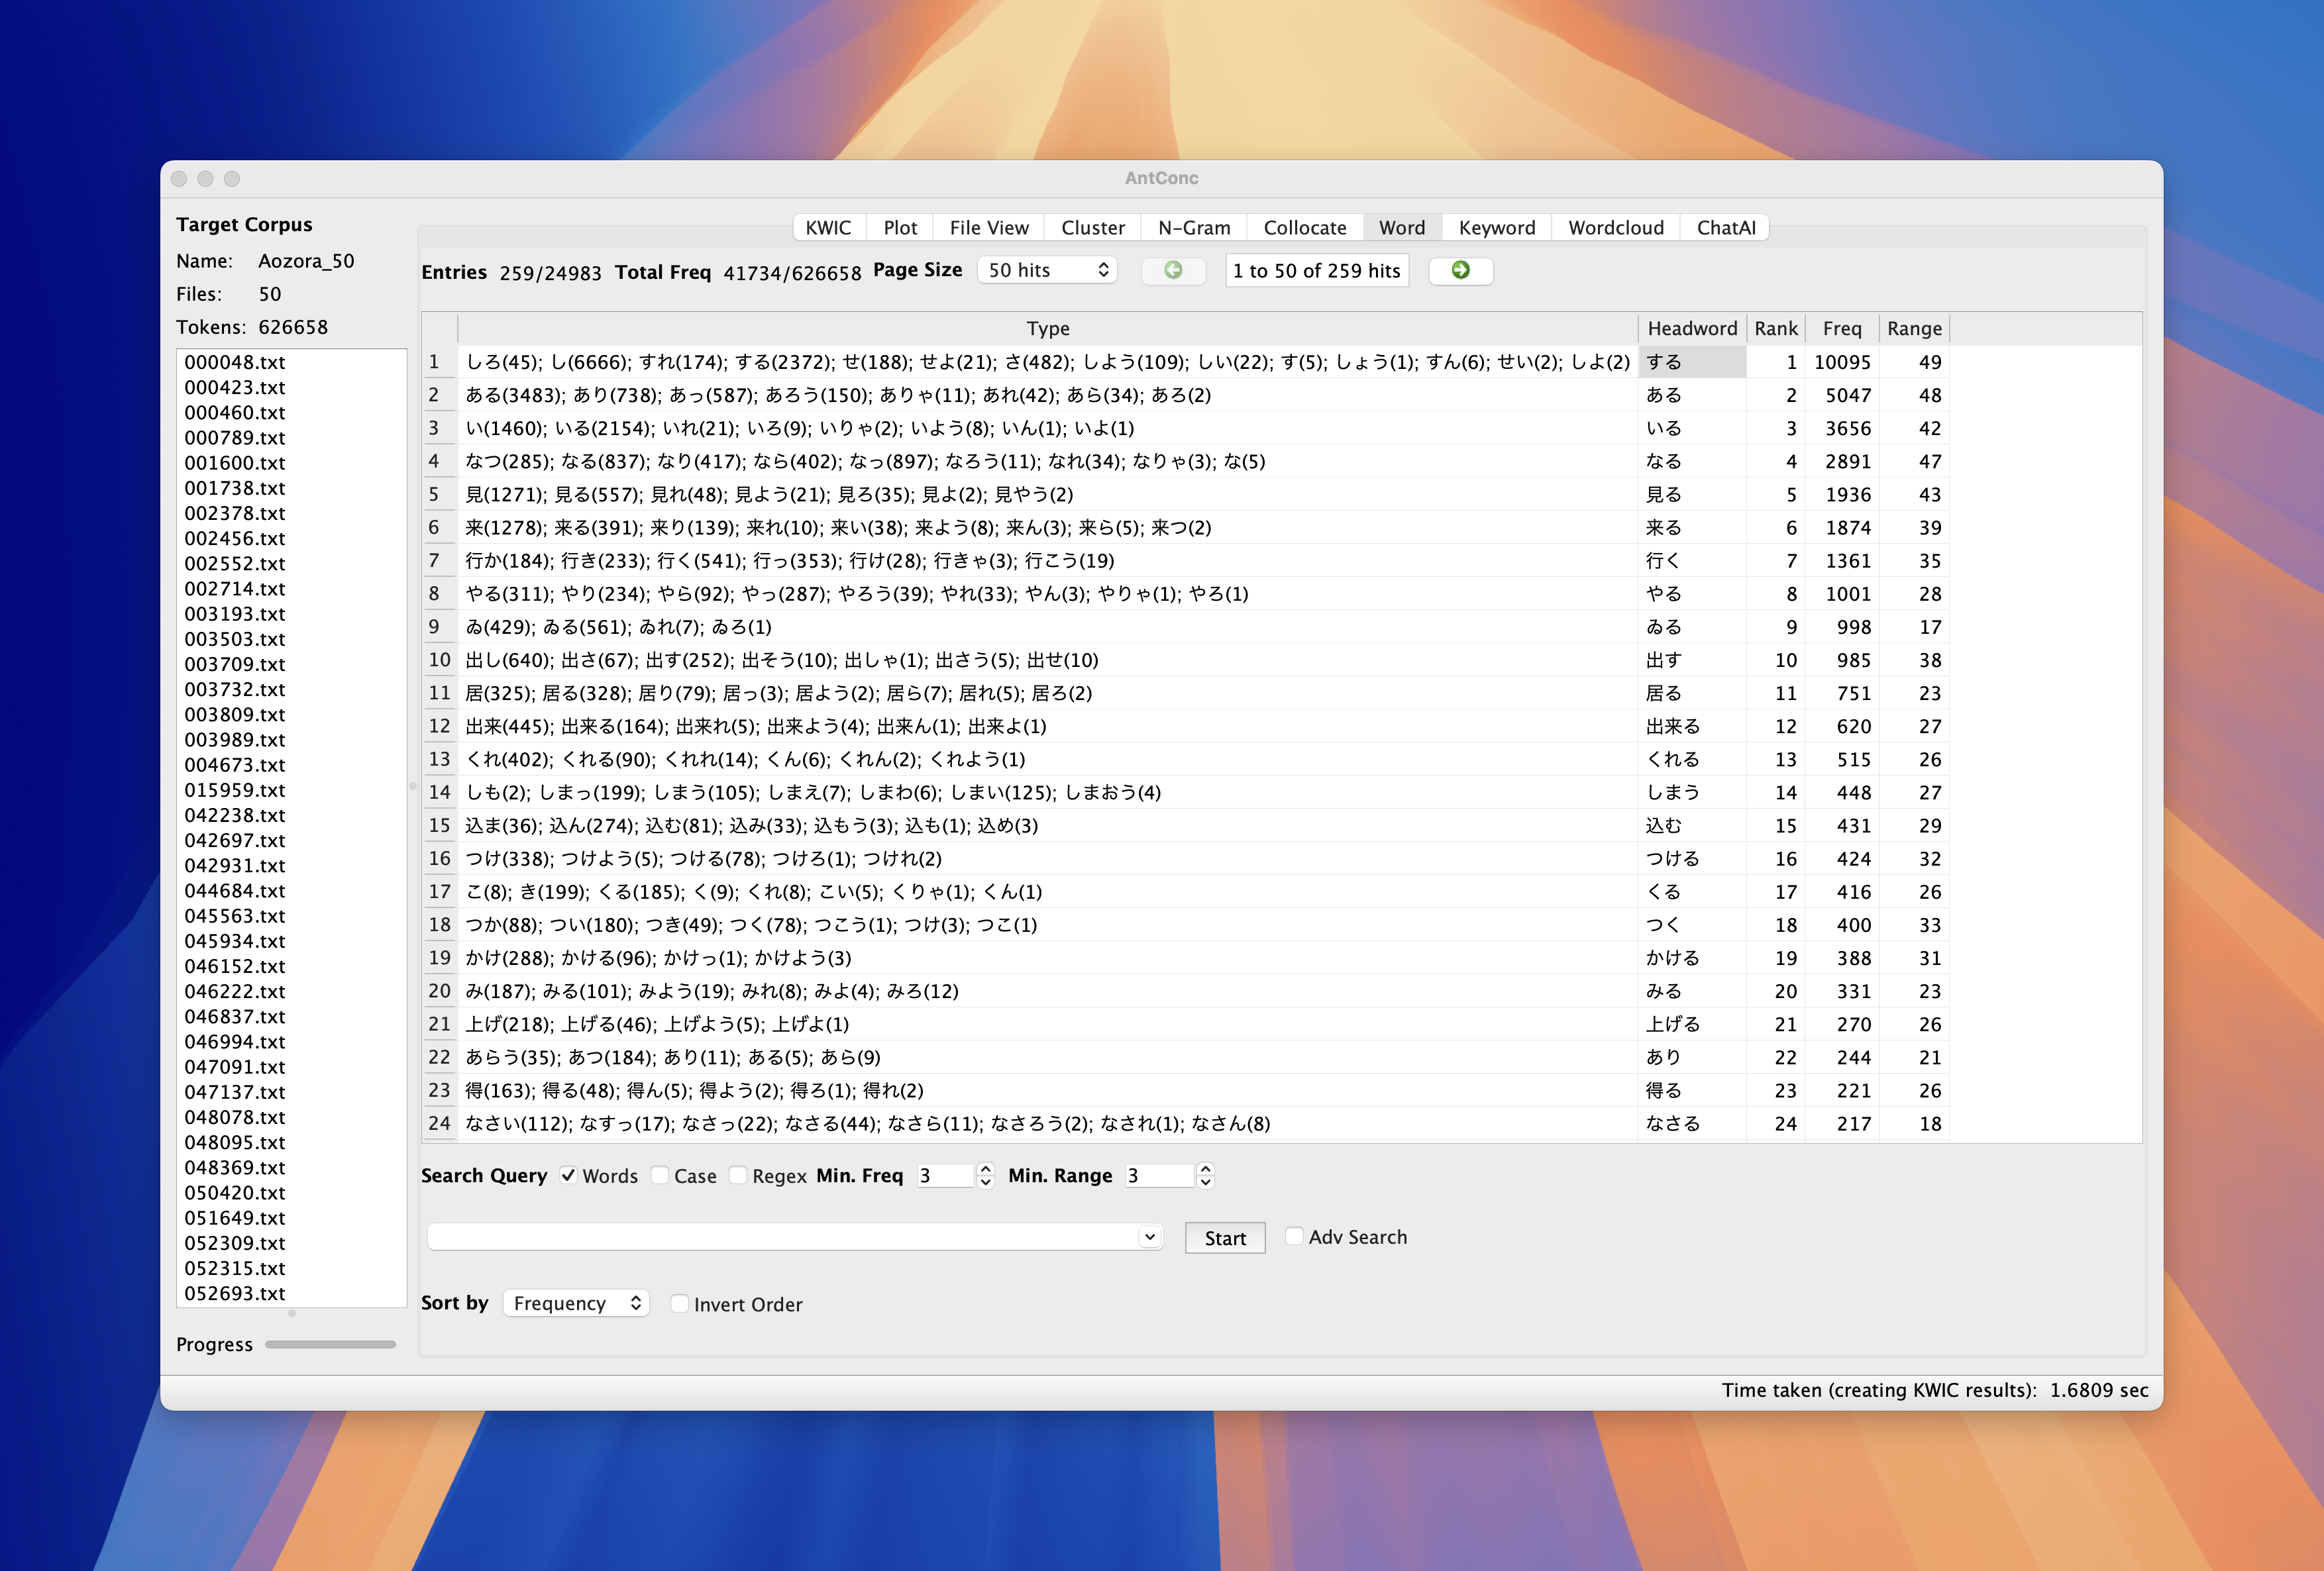 AntConc
Target Corpus
Name: Aozora_50
Files: 50
Tokens: 626658
000048.txt
000423.txt
000460.txt
000789.txt
001600.txt
001738.txt
002378.txt
002456.txt
002552.txt
002714.txt
003193.txt
003503.txt
003709.txt
003732.txt
003809.txt
003989.txt
004673.txt
015959.txt
042238.txt
042697.txt
042931.txt
044684.txt
045563.txt
045934.txt
046152.txt
046222.txt
046837.txt
046994.txt
047091.txt
047137.txt
048078.txt
048095.txt
048369.txt
050420.txt
051649.txt
052309.txt
052315.txt
052693.txt
Progress
KWIC Plot File View Cluster N-Gram Collocate Word Keyword Wordcloud ChatAI
Entries 259/24983 Total Freq 41734/626658 Page Size 50 hits 1 to 50 of 259 hits
Type Headword Rank Freq Range
1 しろ(45); し(6666); すれ(174); する(2372); せ(188); せよ(21); さ(482); しよう(109); しい(22); す(5); しょう(1); すん(6); せい(2); しよ(2) する 1 10095 49
2 ある(3483); あり(738); あっ(587); あろう(150); ありゃ(11); あれ(42); あら(34); あろ(2) ある 2 5047 48
3 い(1460); いる(2154); いれ(21); いろ(9); いりゃ(2); いよう(8); いん(1); いよ(1) いる 3 3656 42
4 なつ(285); なる(837); なり(417); なら(402); なっ(897); なろう(11); なれ(34); なりゃ(3); な(5) なる 4 2891 47
5 見(1271); 見る(557); 見れ(48); 見よう(21); 見ろ(35); 見よ(2); 見やう(2) 見る 5 1936 43
6 来(1278); 来る(391); 来り(139); 来れ(10); 来い(38); 来よう(8); 来ん(3); 来ら(5); 来つ(2) 来る 6 1874 39
7 行か(184); 行き(233); 行く(541); 行っ(353); 行け(28); 行きゃ(3); 行こう(19) 行く 7 1361 35
8 やる(311); やり(234); やら(92); やっ(287); やろう(39); やれ(33); やん(3); やりゃ(1); やろ(1) やる 8 1001 28
9 ゐ(429); ゐる(561); ゐれ(7); ゐろ(1) ゐる 9 998 17
10 出し(640); 出さ(67); 出す(252); 出そう(10); 出しゃ(1); 出さう(5); 出せ(10) 出す 10 985 38
11 居(325); 居る(328); 居り(79); 居っ(3); 居よう(2); 居ら(7); 居れ(5); 居ろ(2) 居る 11 751 23
12 出来(445); 出来る(164); 出来れ(5); 出来よう(4); 出来ん(1); 出来よ(1) 出来る 12 620 27
13 くれ(402); くれる(90); くれれ(14); くん(6); くれん(2); くれよう(1) くれる 13 515 26
14 しも(2); しまっ(199); しまう(105); しまえ(7); しまわ(6); しまい(125); しまおう(4) しまう 14 448 27
15 込ま(36); 込ん(274); 込む(81); 込み(33); 込もう(3); 込も(1); 込め(3) 込む 15 431 29
16 つけ(338); つけよう(5); つける(78); つけろ(1); つけれ(2) つける 16 424 32
17 こ(8); き(199); くる(185); く(9); くれ(8); こい(5); くりゃ(1); くん(1) くる 17 416 26
18 つか(88); つい(180); つき(49); つく(78); つこう(1); つけ(3); つこ(1) つく 18 400 33
19 かけ(288); かける(96); かけっ(1); かけよう(3) かける 19 388 31
20 み(187); みる(101); みよう(19); みれ(8); みよ(4); みろ(12) みる 20 331 23
21 上げ(218); 上げる(46); 上げよう(5); 上げよ(1) 上げる 21 270 26
22 あらう(35); あつ(184); あり(11); ある(5); あら(9) あり 22 244 21
23 得(163); 得る(48); 得ん(5); 得よう(2); 得ろ(1); 得れ(2) 得る 23 221 26
24 なさい(112); なすっ(17); なさっ(22); なさる(44); なさら(11); なさろう(2); なされ(1); なさん(8) なさる 24 217 18
Search Query Words Case Regex Min. Freq 3 Min. Range 3
Start Adv Search
Sort by Frequency Invert Order
Time taken (creating KWIC results): 1.6809 sec